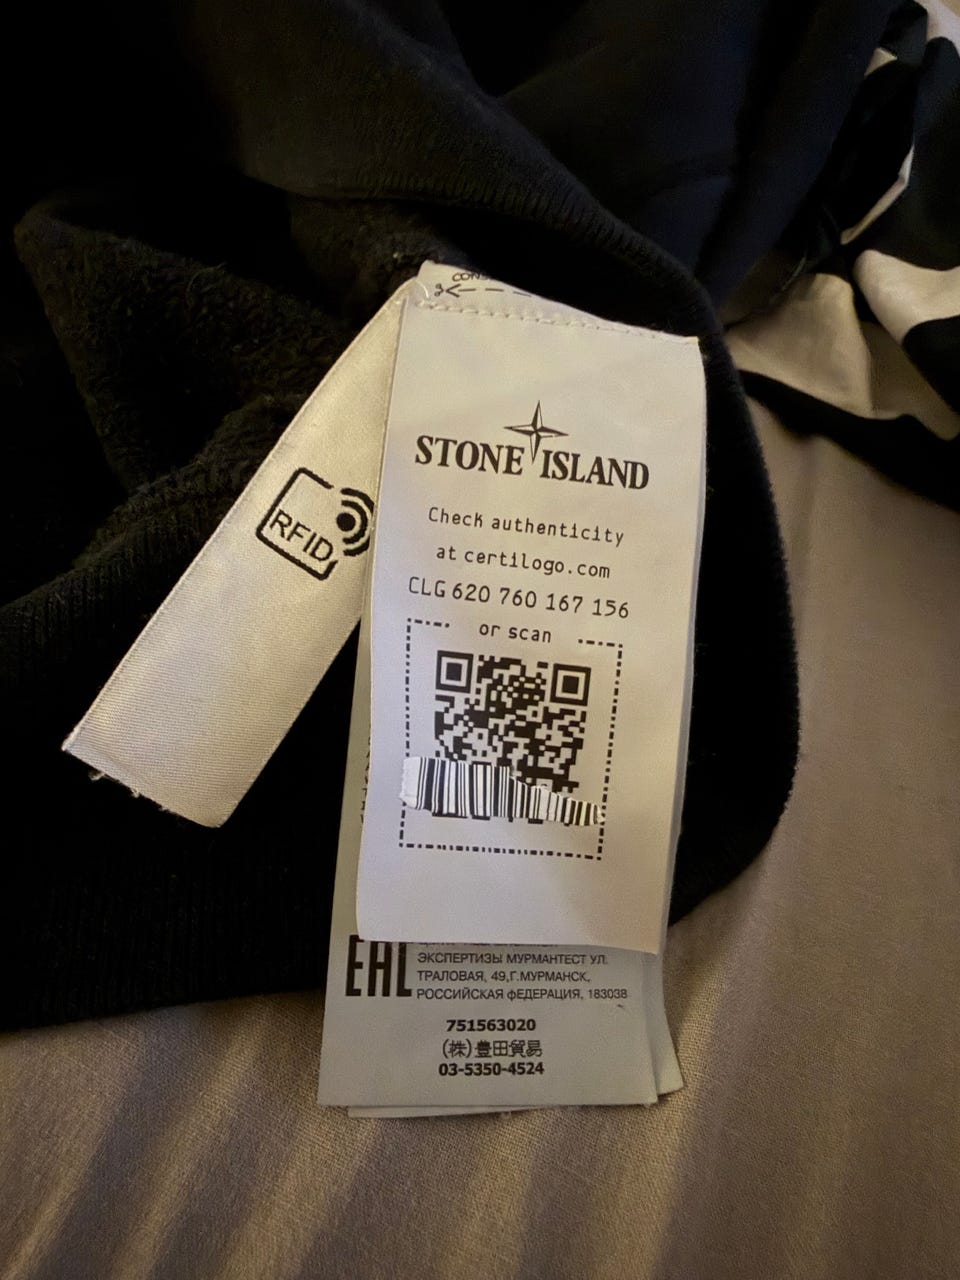 RFID
STONE ISLAND
Check authenticity
at certilogo.com
CLG 620 760 167 156
or scan
EAC
ЭКСПЕРТИЗЫ МУРМАНТЕСТ УЛ.
ТРАЛОВАЯ, 49,Г.МУРМАНСК,
РОССИЙСКАЯ ФЕДЕРАЦИЯ, 183038
751563020
(株)豊田貿易
03-5350-4524